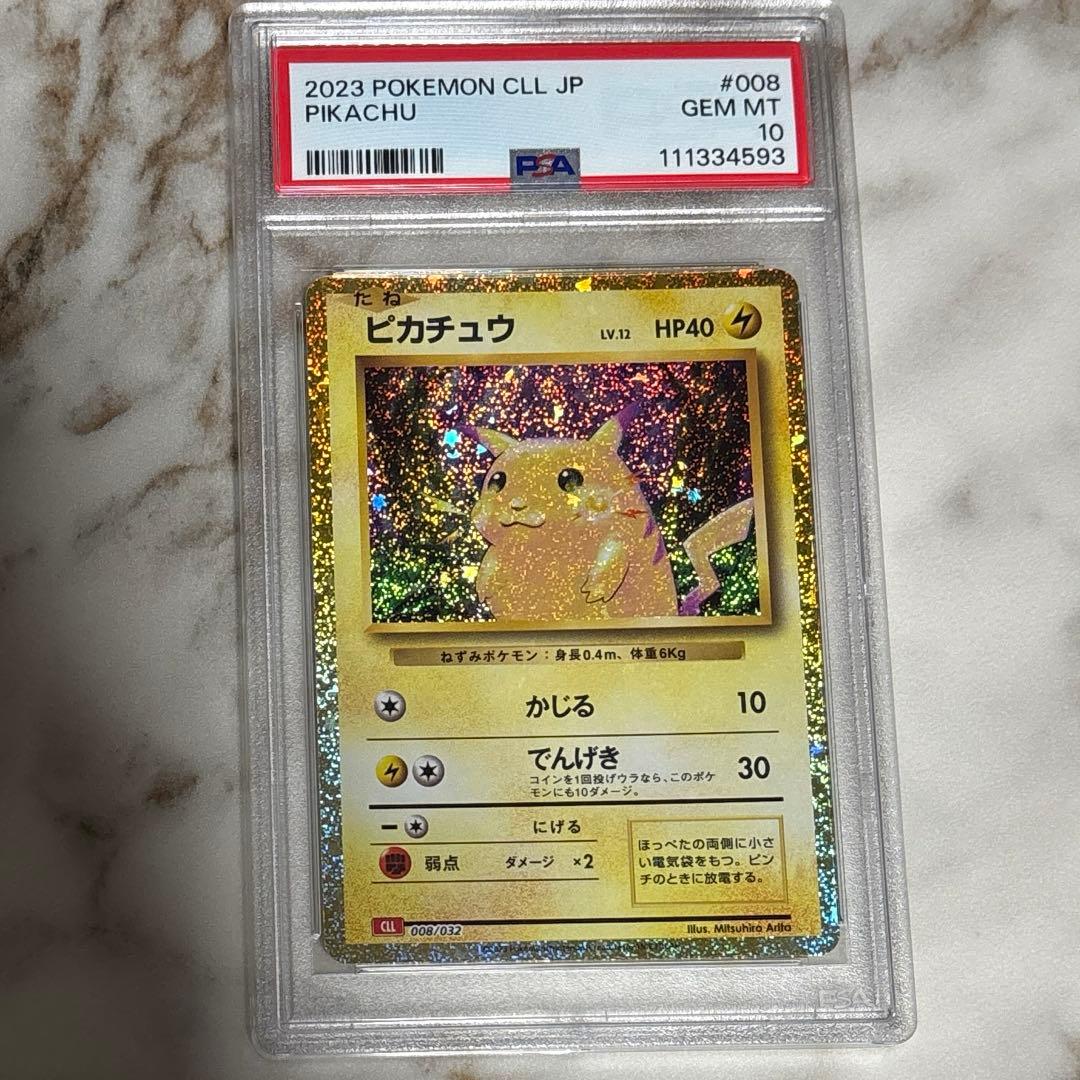 2023 POKEMON CLL JP #008
PIKACHU GEM MT
10
PSA 111334593
たね
ピカチュウ LV.12 HP40
ねずみポケモン：身長0.4m、体重6Kg
かじる 10
でんげき 30
コインを1回投げウラなら、このポケ
モンにも10ダメージ。
にげる
弱点 ダメージ ×2
ほっぺたの両側に小さ
い電気袋をもつ。ピン
チのときに放電する。
CLL 008/032 Illus. Mitsuhiro Arita
PSA